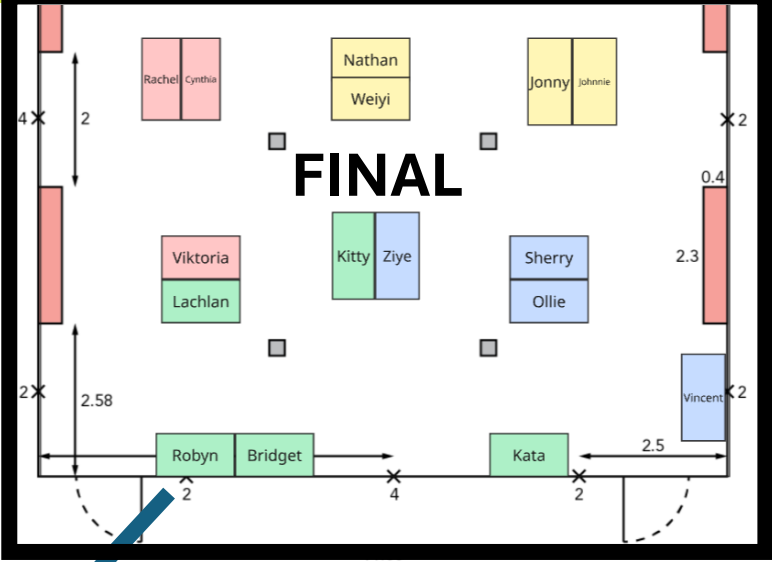 Rachel Cynthia
Nathan
Weiyi
Jonny Johnnie
4
2
2
FINAL
0.4
Viktoria
Lachlan
Kitty Ziye
Sherry
Ollie
2.3
2
2.58
Vincent
2
Robyn Bridget
Kata
2.5
2
4
2